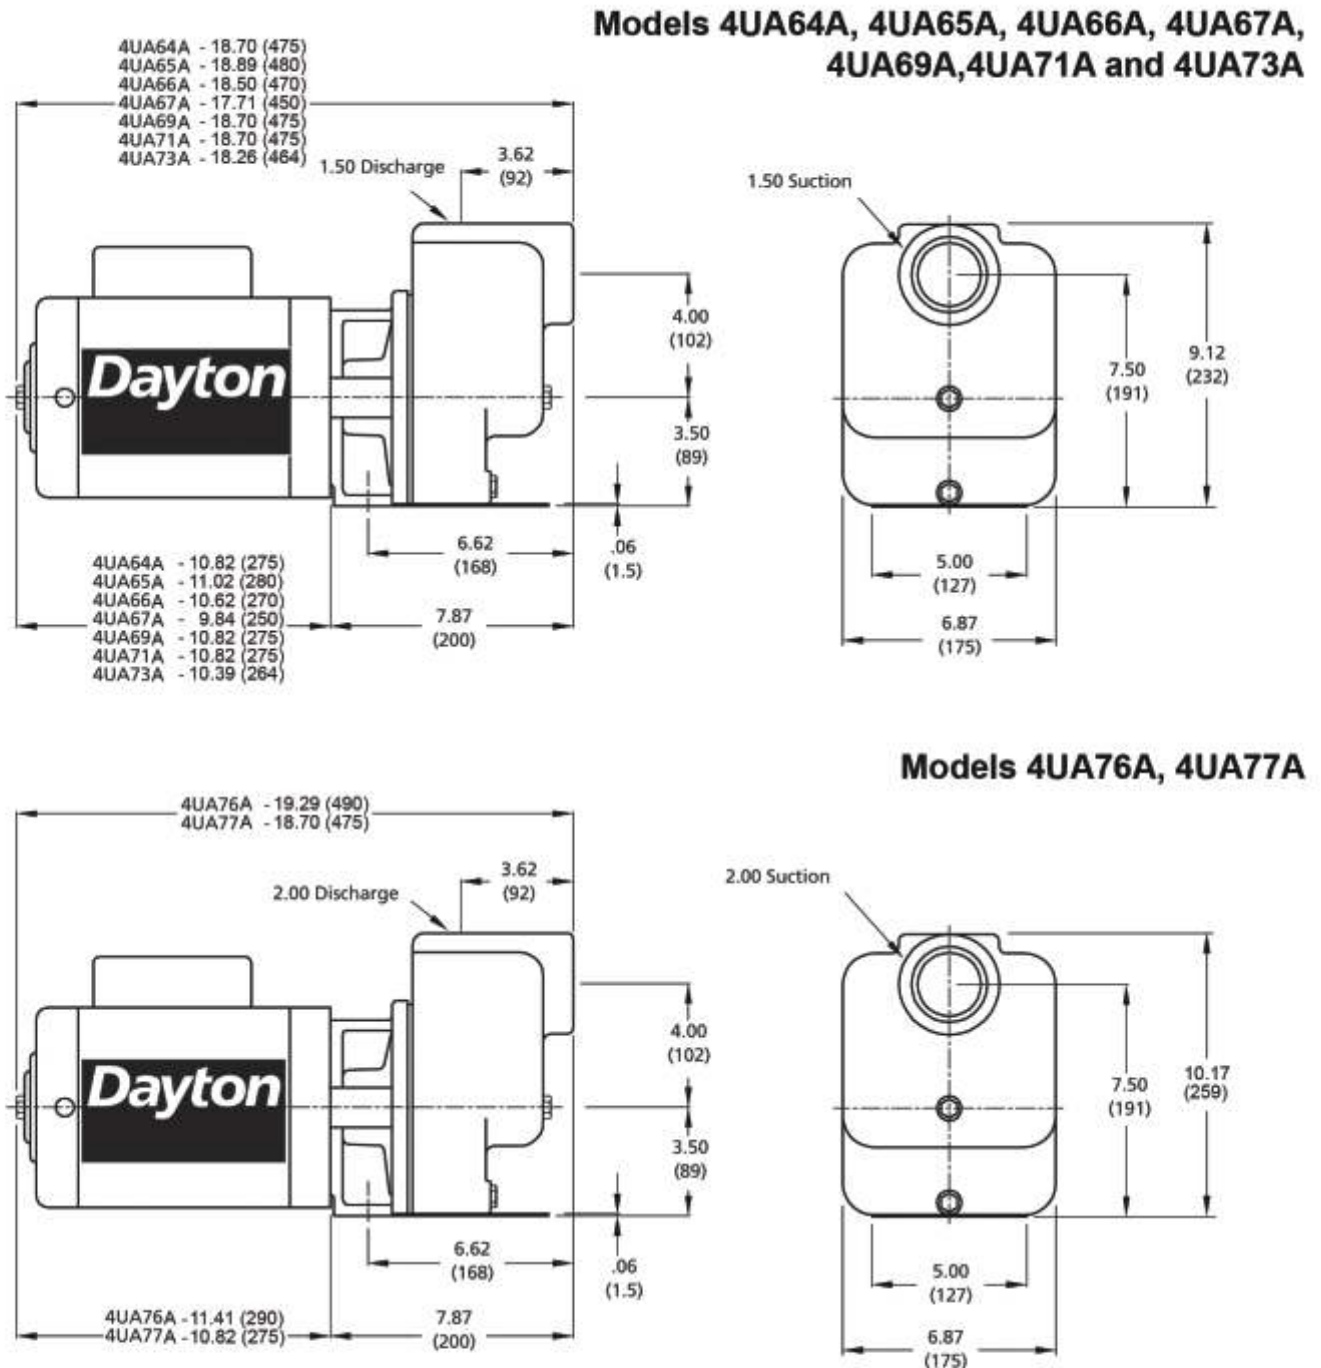 Models 4UA64A, 4UA65A, 4UA66A, 4UA67A,
4UA69A,4UA71A and 4UA73A
4UA64A - 18.70 (475)
4UA65A - 18.89 (480)
4UA66A - 18.50 (470)
4UA67A - 17.71 (450)
4UA69A - 18.70 (475)
4UA71A - 18.70 (475)
4UA73A - 18.26 (464)
1.50 Discharge
3.62
(92)
1.50 Suction
4.00
(102)
Dayton
3.50
(89)
7.50
(191)
9.12
(232)
6.62
(168)
.06
(1.5)
5.00
(127)
4UA64A - 10.82 (275)
4UA65A - 11.02 (280)
4UA66A - 10.62 (270)
4UA67A - 9.84 (250)
4UA69A - 10.82 (275)
4UA71A - 10.82 (275)
4UA73A - 10.39 (264)
7.87
(200)
6.87
(175)
Models 4UA76A, 4UA77A
4UA76A - 19.29 (490)
4UA77A - 18.70 (475)
2.00 Discharge
3.62
(92)
2.00 Suction
4.00
(102)
Dayton
3.50
(89)
7.50
(191)
10.17
(259)
6.62
(168)
.06
(1.5)
5.00
(127)
4UA76A - 11.41 (290)
4UA77A - 10.82 (275)
7.87
(200)
6.87
(175)